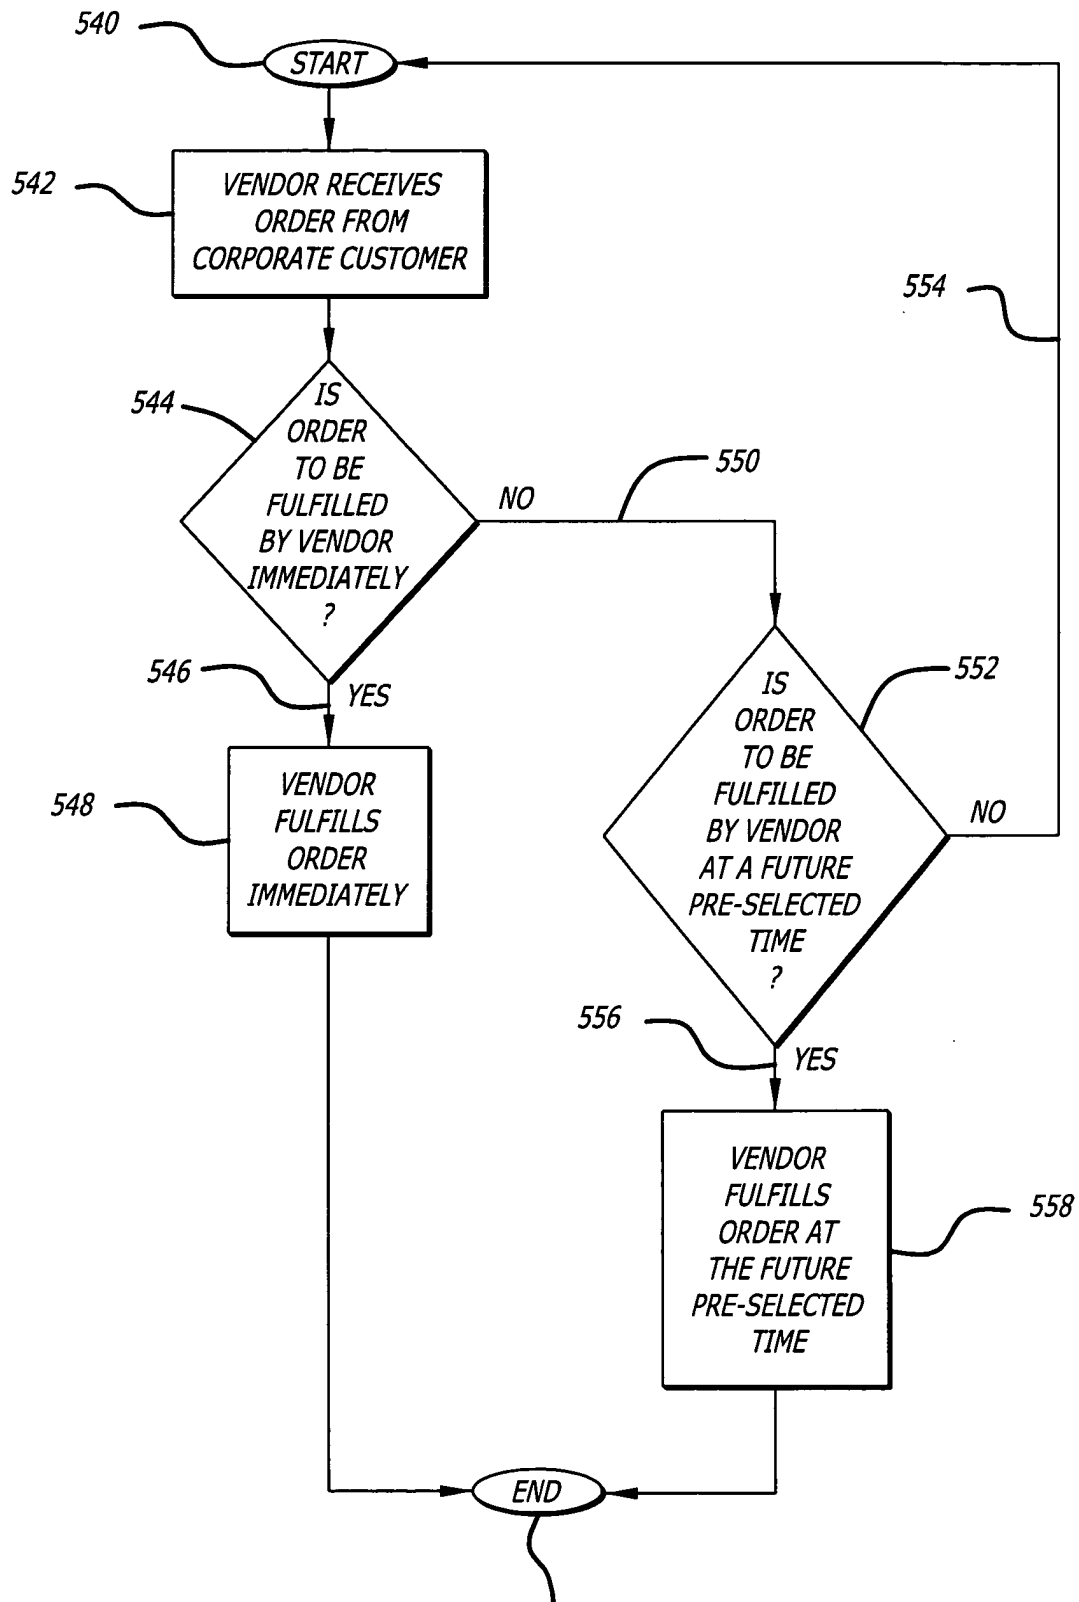 540
START
542
VENDOR RECEIVES
ORDER FROM
CORPORATE CUSTOMER
554
544
IS
ORDER
TO BE
FULFILLED
BY VENDOR
IMMEDIATELY
?
NO
550
546
YES
552
IS
ORDER
TO BE
FULFILLED
BY VENDOR
AT A FUTURE
PRE-SELECTED
TIME
?
NO
548
VENDOR
FULFILLS
ORDER
IMMEDIATELY
556
YES
VENDOR
FULFILLS
ORDER AT
THE FUTURE
PRE-SELECTED
TIME
558
END